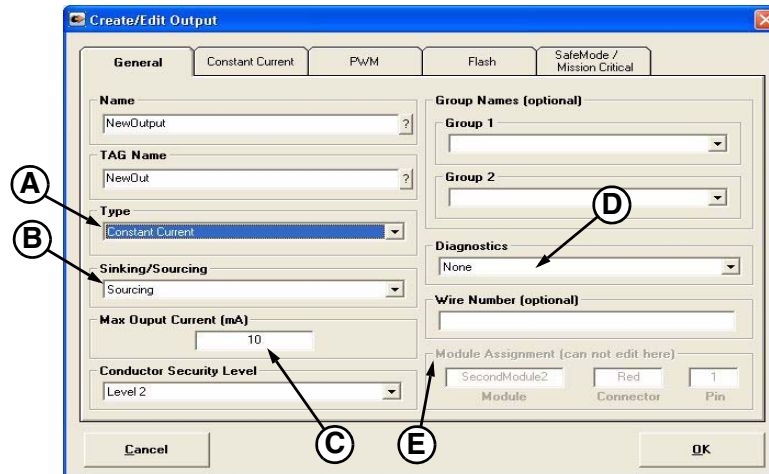 Create/Edit Output
General
Constant Current
PWM
Flash
SafeMode /
Mission Critical
Name
NewOutput
?
TAG Name
NewOut
?
Type
Constant Current
Sinking/Sourcing
Sourcing
Max Ouput Current (mA)
10
Conductor Security Level
Level 2
Group Names (optional)
Group 1
Group 2
Diagnostics
None
Wire Number (optional)
Module Assignment (can not edit here)
SecondModule2
Red
1
Module
Connector
Pin
Cancel
OK
A
B
C
D
E